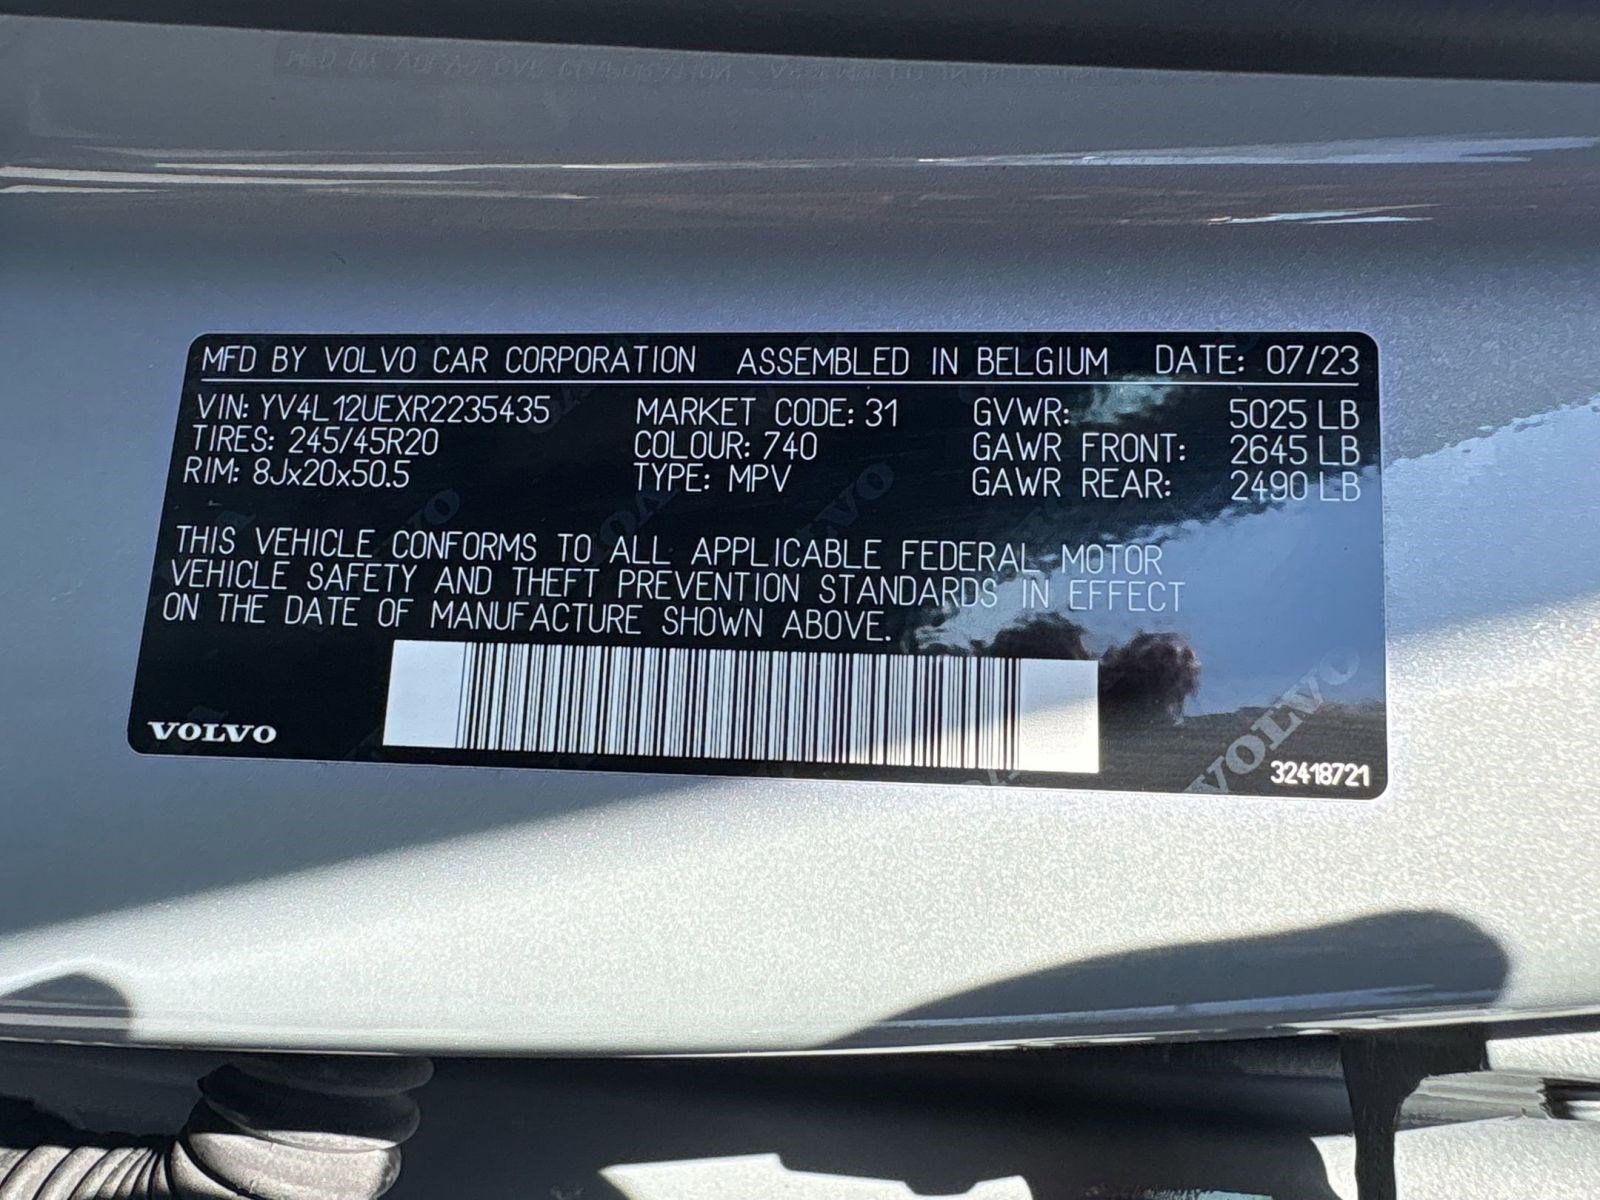 MFD BY VOLVO CAR CORPORATION ASSEMBLED IN BELGIUM DATE: 07/23
VIN: YV4L12UEXR2235435 MARKET CODE: 31 GVWR: 5025 LB
TIRES: 245/45R20 COLOUR: 740 GAWR FRONT: 2645 LB
RIM: 8Jx20x50.5 TYPE: MPV GAWR REAR: 2490 LB
THIS VEHICLE CONFORMS TO ALL APPLICABLE FEDERAL MOTOR
VEHICLE SAFETY AND THEFT PREVENTION STANDARDS IN EFFECT
ON THE DATE OF MANUFACTURE SHOWN ABOVE.
VOLVO
VOLVO
VOLVO
32418721